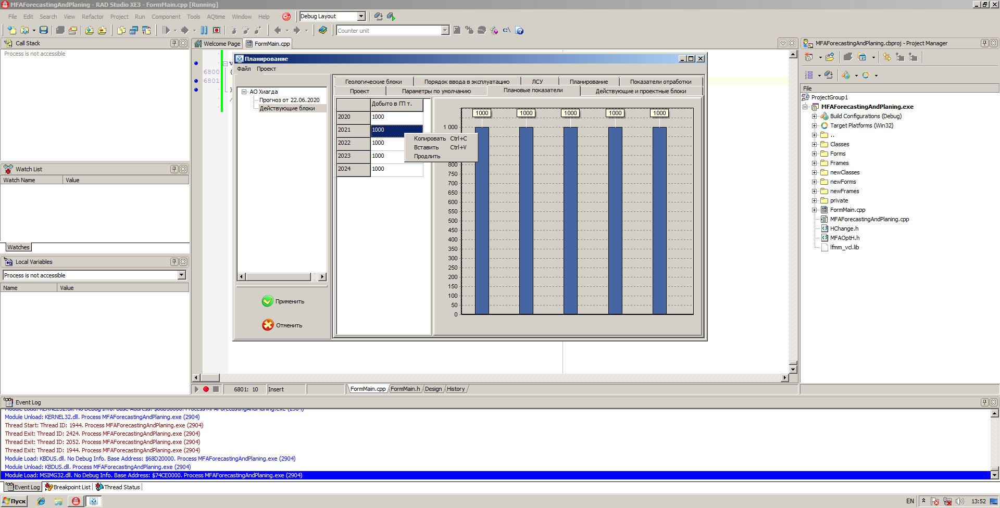 MFAForecastingAndPlaning - RAD Studio XE3 - FormMain.cpp [Running]
File Edit Search View Refactor Project Run Component Tools AQtime Window Help
Debug Layout
Counter unit
Call Stack
Process is not accessible
Watch List
Watch Name Value
Watches
Local Variables
Process is not accessible
Name Value
Welcome Page FormMain.cpp
6800
{
6801
Планирование
Файл Проект
АО Хиагда
Прогноз от 22.06.2020
Действующие блоки
Применить
Отменить
Геологические блоки Порядок ввода в эксплуатацию ЛСУ Планирование Показатели отработки
Проект Параметры по умолчанию Плановые показатели Действующие и проектные блоки
Добыто в ГП т.
2020 1000
2021 1000
2022 1000
2023 1000
2024 1000
Копировать Ctrl+C
Вставить Ctrl+V
Продлить
1000 1000 1000 1000 1000
1 000
800
750
700
650
600
550
500
450
400
350
300
250
200
150
100
50
0
6801: 10 Insert
FormMain.cpp FormMain.h Design History
MFAForecastingAndPlaning.cbproj - Project Manager
File
ProjectGroup1
MFAForecastingAndPlaning.exe
Build Configurations (Debug)
Target Platforms (Win32)
..
Classes
Forms
Frames
newClasses
newForms
newFrames
private
FormMain.cpp
MFAForecastingAndPlaning.cpp
HChange.h
MFAOptH.h
lfmm_vcl.lib
Event Log
Module Unload: KERNEL32.dll. Process MFAForecastingAndPlaning.exe (2904)
Thread Start: Thread ID: 1944. Process MFAForecastingAndPlaning.exe (2904)
Thread Exit: Thread ID: 2424. Process MFAForecastingAndPlaning.exe (2904)
Thread Exit: Thread ID: 2052. Process MFAForecastingAndPlaning.exe (2904)
Thread Exit: Thread ID: 1944. Process MFAForecastingAndPlaning.exe (2904)
Module Load: KBDUS.dll. No Debug Info. Base Address: $68D20000. Process MFAForecastingAndPlaning.exe (2904)
Module Unload: KBDUS.dll. Process MFAForecastingAndPlaning.exe (2904)
Module Load: MSIMG32.dll. No Debug Info. Base Address: $74CE0000. Process MFAForecastingAndPlaning.exe (2904)
Event Log Breakpoint List Thread Status
Пуск
EN
13:52